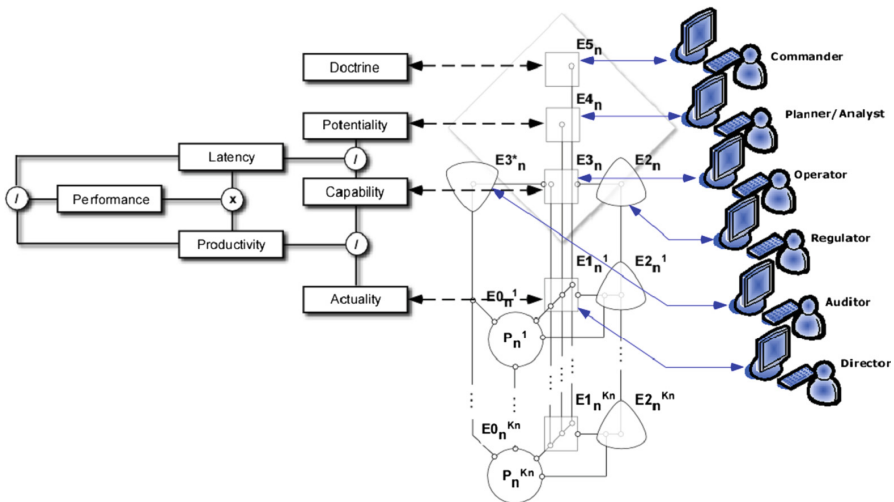 E5n
Commander
Doctrine
E4n
Planner/Analyst
Potentiality
Latency
/
E3*n
E3n
E2n
Operator
/
Performance
x
Capability
Regulator
Productivity
/
E1n1
E2n1
Auditor
Actuality
E0n1
Pn1
Director
E1nKn
E2nKn
E0nKn
PnKn